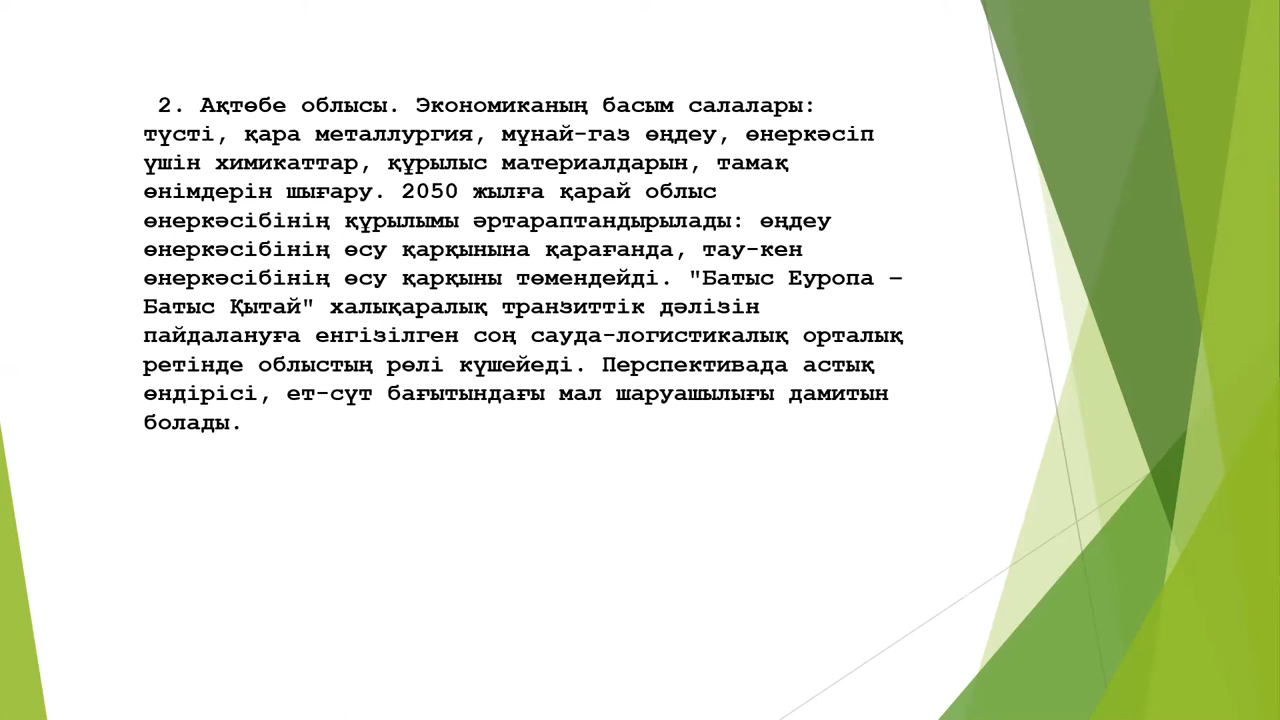 2. Ақтөбе облысы. Экономиканың басым салалары:
түсті, қара металлургия, мұнай-газ өңдеу, өнеркәсіп
үшін химикаттар, құрылыс материалдарын, тамақ
өнімдерін шығару. 2050 жылға қарай облыс
өнеркәсібінің құрылымы әртараптандырылады: өңдеу
өнеркәсібінің өсу қарқынына қарағанда, тау-кен
өнеркәсібінің өсу қарқыны төмендейді. "Батыс Еуропа –
Батыс Қытай" халықаралық транзиттік дәлізін
пайдалануға енгізілген соң сауда-логистикалық орталық
ретінде облыстың рөлі күшейеді. Перспективада астық
өндірісі, ет-сүт бағытындағы мал шаруашылығы дамитын
болады.